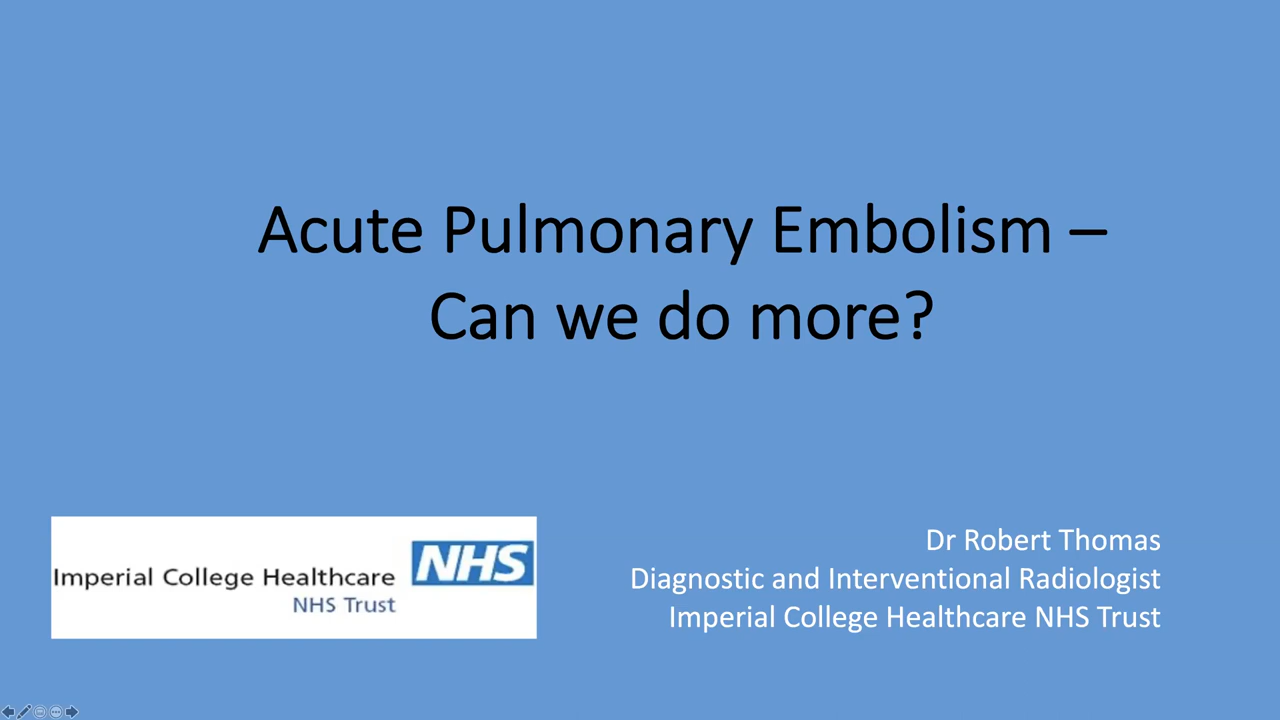 Acute Pulmonary Embolism –
Can we do more?
Imperial College Healthcare NHS
NHS Trust
Dr Robert Thomas
Diagnostic and Interventional Radiologist
Imperial College Healthcare NHS Trust